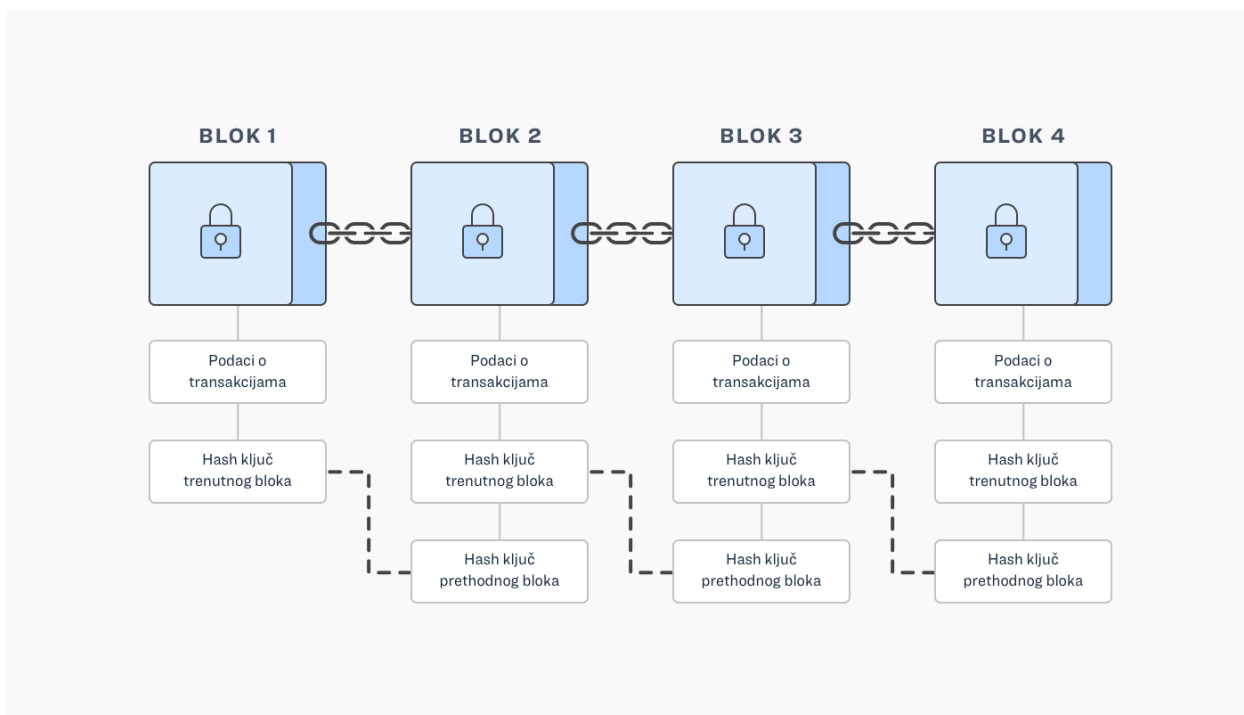 BLOK 1
BLOK 2
BLOK 3
BLOK 4
Podaci o
transakcijama
Podaci o
transakcijama
Podaci o
transakcijama
Podaci o
transakcijama
Hash ključ
trenutnog bloka
Hash ključ
trenutnog bloka
Hash ključ
trenutnog bloka
Hash ključ
trenutnog bloka
Hash ključ
prethodnog bloka
Hash ključ
prethodnog bloka
Hash ključ
prethodnog bloka